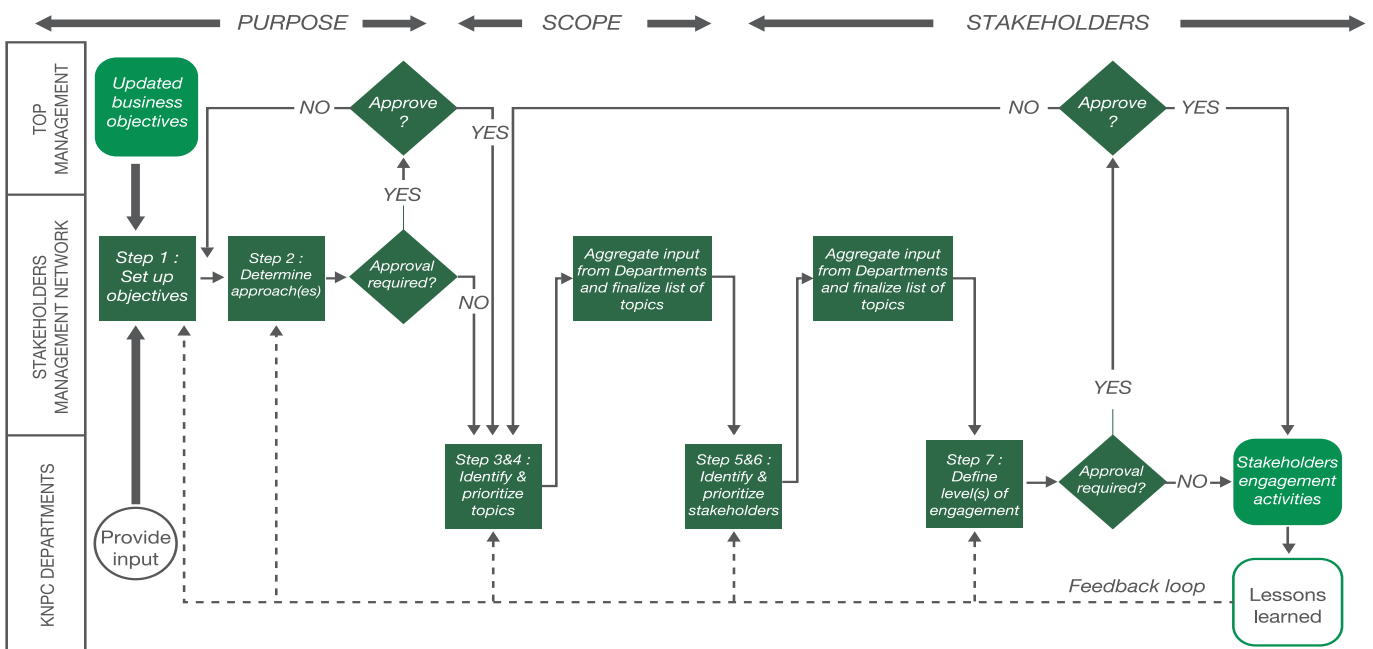 PURPOSE
SCOPE
STAKEHOLDERS
TOP
MANAGEMENT
Updated
business
objectives
NO
Approve
?
YES
NO
Approve
?
YES
YES
STAKEHOLDERS
MANAGEMENT NETWORK
Step 1 :
Set up
objectives
Step 2 :
Determine
approach(es)
Approval
required?
NO
Aggregate input
from Departments
and finalize list of
topics
Aggregate input
from Departments
and finalize list of
topics
YES
KNPC DEPARTMENTS
Provide
input
Step 3&4 :
Identify &
prioritize
topics
Step 5&6 :
Identify &
prioritize
stakeholders
Step 7 :
Define
level(s) of
engagement
Approval
required?
NO
Stakeholders
engagement
activities
Feedback loop
Lessons
learned